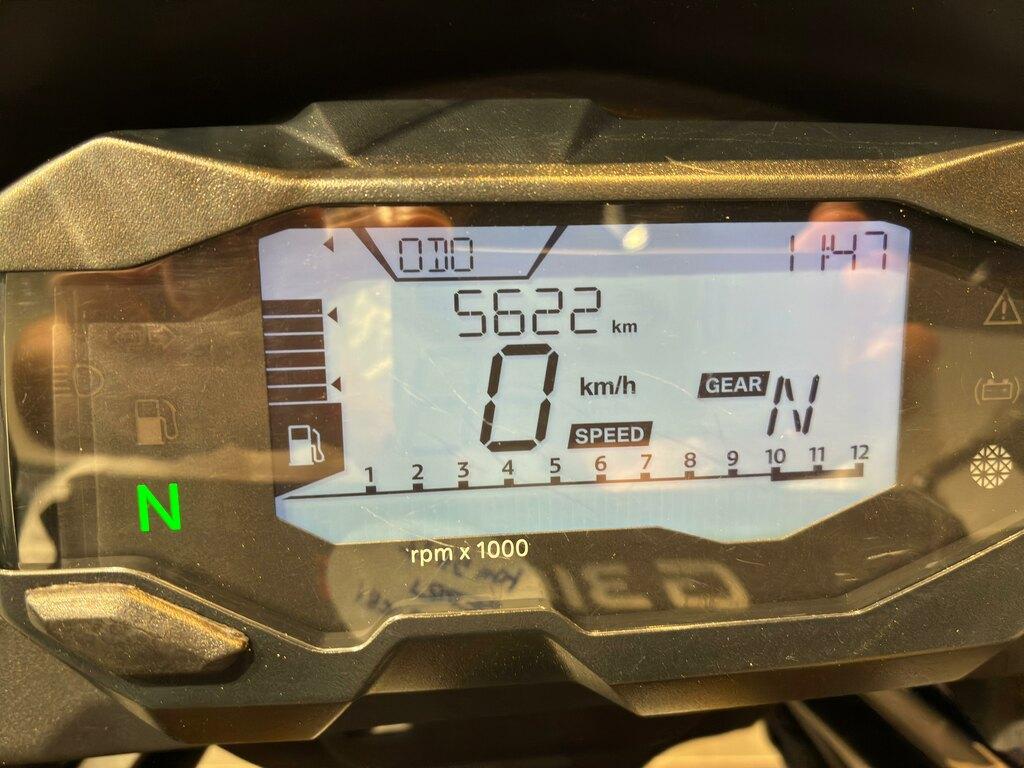 ODO 11:47
5622 km
0 km/h GEAR N
SPEED
1 2 3 4 5 6 7 8 9 10 11 12
N
rpm x 1000